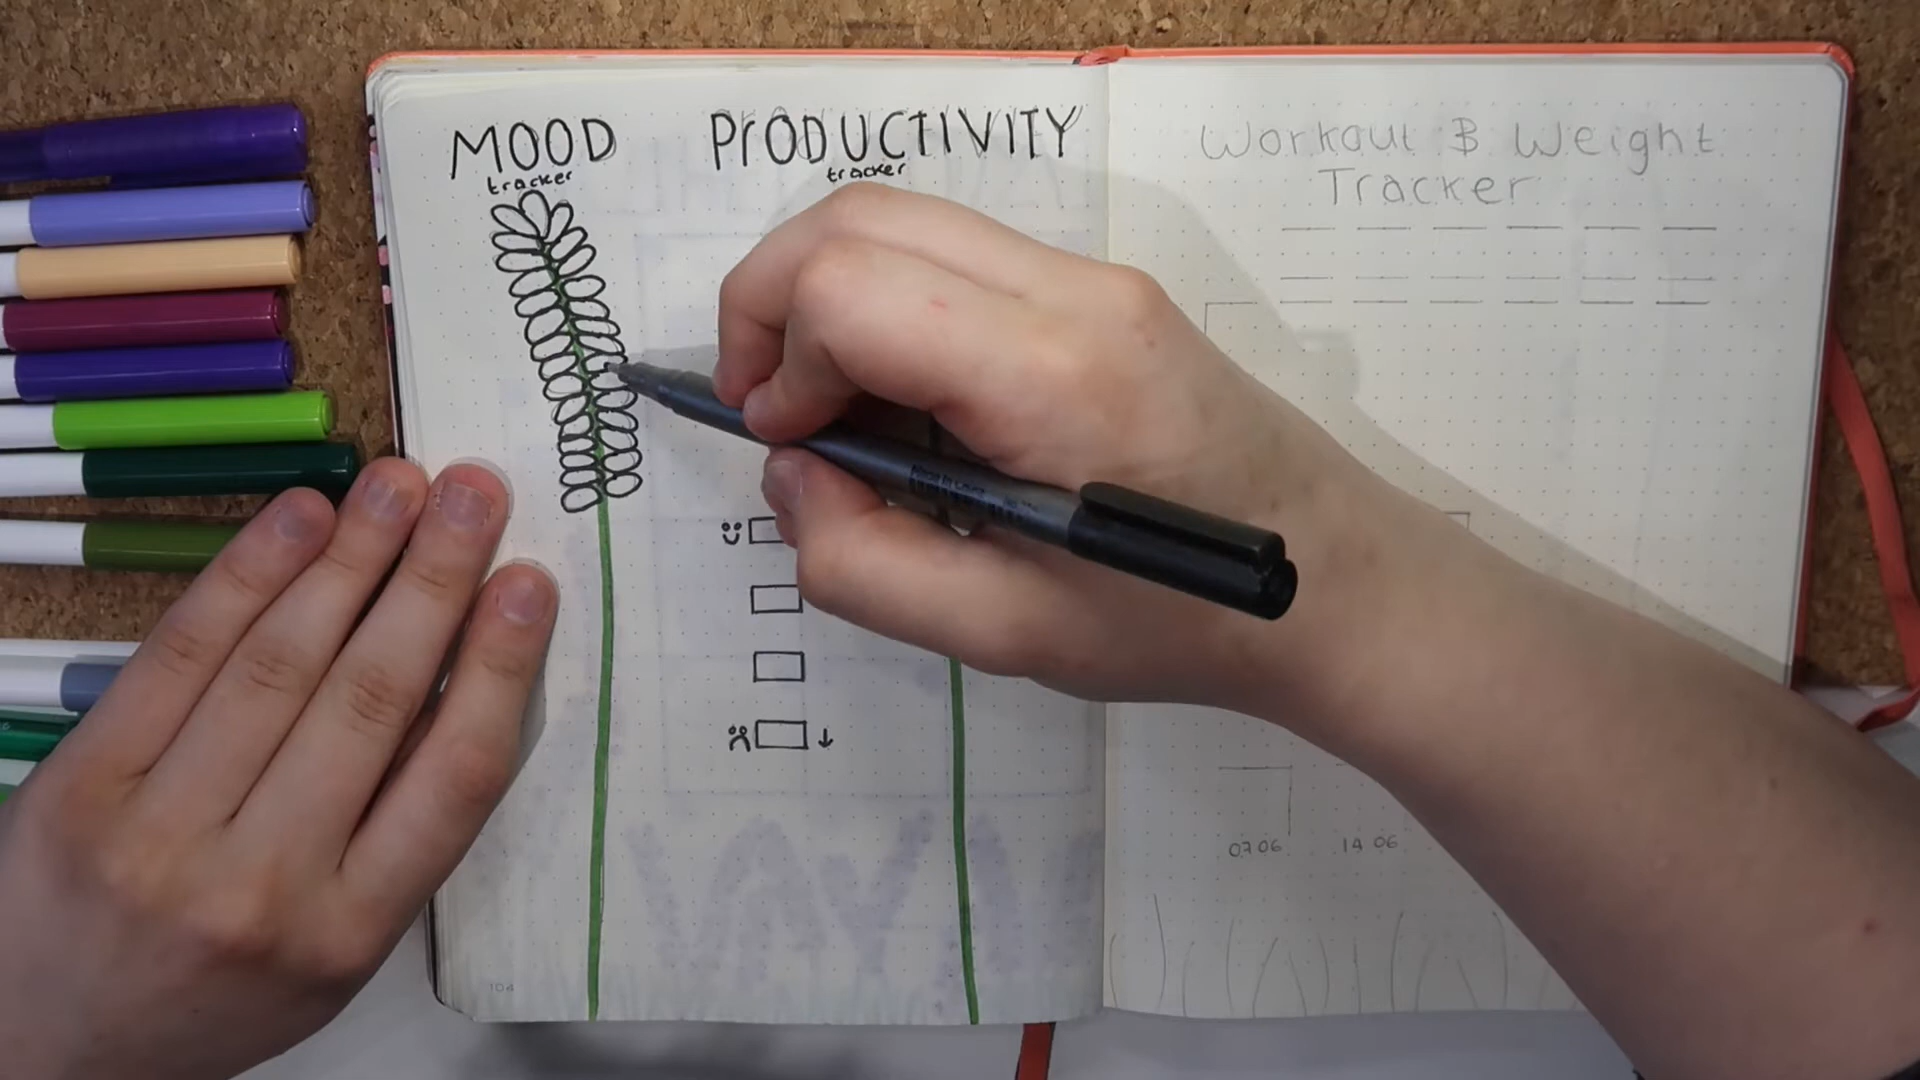 MOOD
tracker
PrODUCTIVITY
tracker
Workout & Weight
Tracker
07 06
14 06
104